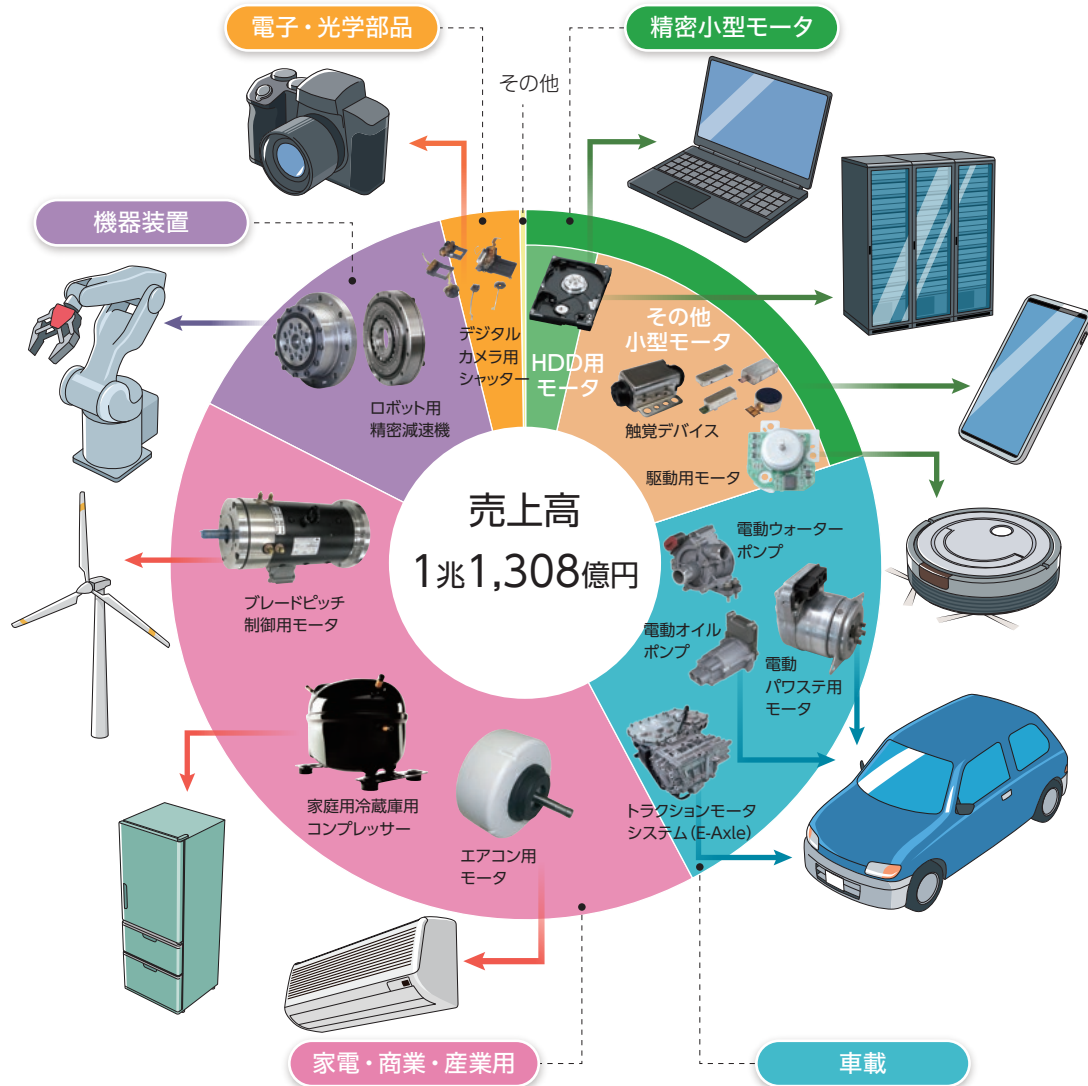 電子・光学部品
精密小型モータ
その他
機器装置
デジタル
カメラ用
シャッター
HDD用
モータ
その他
小型モータ
触覚デバイス
駆動用モータ
ロボット用
精密減速機
売上高
1兆1,308億円
電動ウォーター
ポンプ
電動オイル
ポンプ
電動
パワステ用
モータ
トラクションモータ
システム(E-Axle)
ブレードピッチ
制御用モータ
家庭用冷蔵庫用
コンプレッサー
エアコン用
モータ
家電・商業・産業用
車載